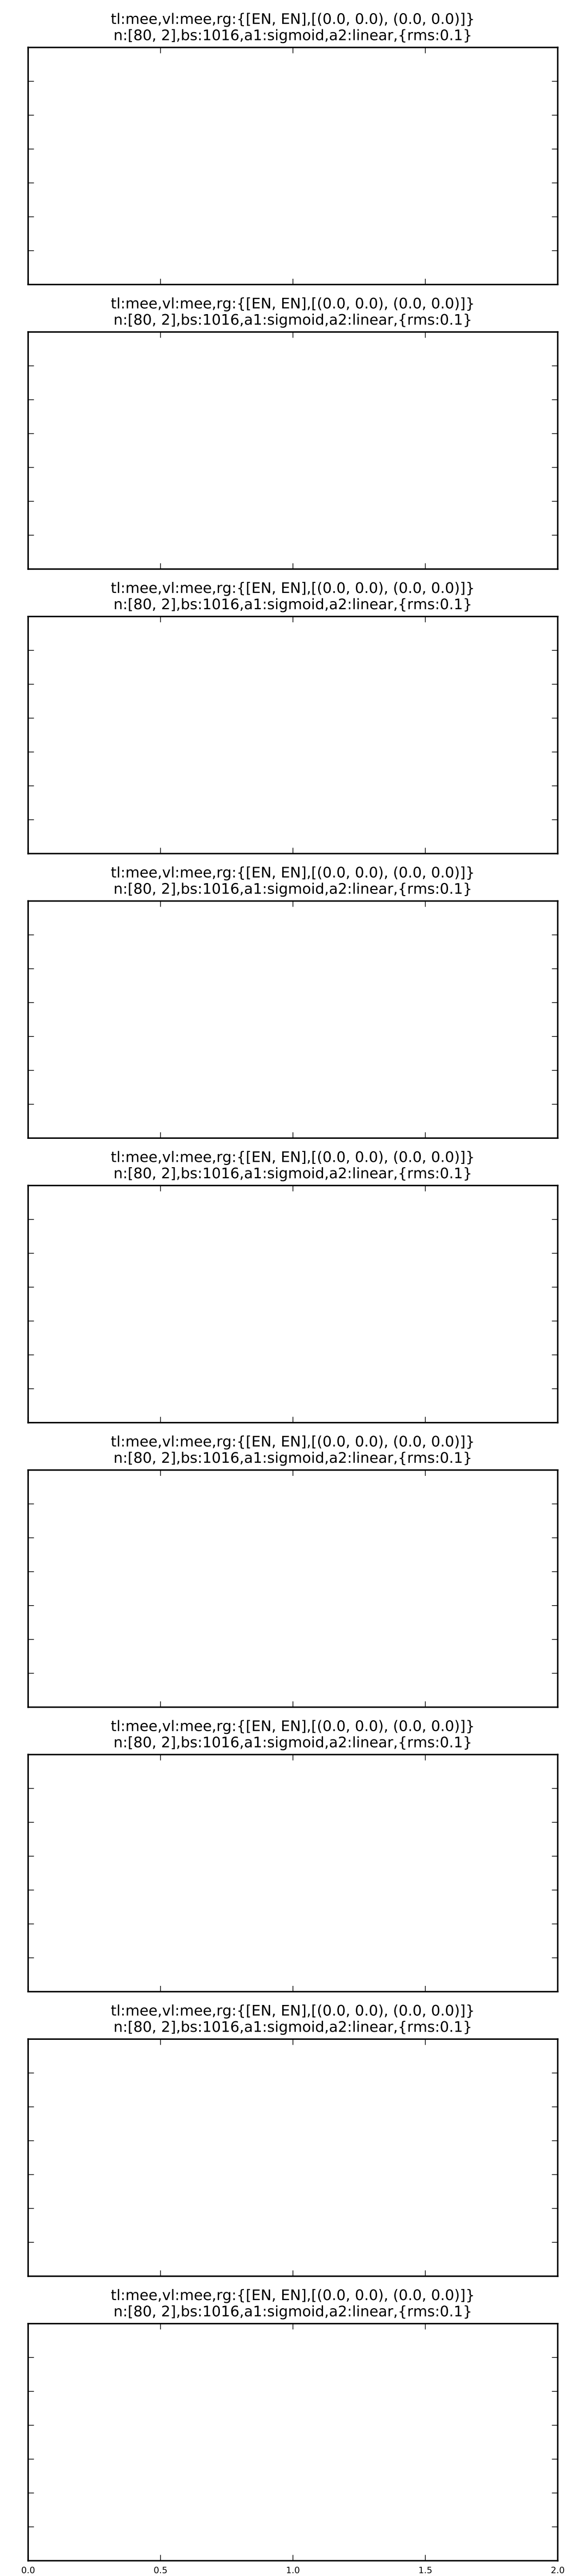 tl:mee,vl:mee,rg:{[EN, EN],[(0.0, 0.0), (0.0, 0.0)]}
n:[80, 2],bs:1016,a1:sigmoid,a2:linear,{rms:0.1}
tl:mee,vl:mee,rg:{[EN, EN],[(0.0, 0.0), (0.0, 0.0)]}
n:[80, 2],bs:1016,a1:sigmoid,a2:linear,{rms:0.1}
tl:mee,vl:mee,rg:{[EN, EN],[(0.0, 0.0), (0.0, 0.0)]}
n:[80, 2],bs:1016,a1:sigmoid,a2:linear,{rms:0.1}
tl:mee,vl:mee,rg:{[EN, EN],[(0.0, 0.0), (0.0, 0.0)]}
n:[80, 2],bs:1016,a1:sigmoid,a2:linear,{rms:0.1}
tl:mee,vl:mee,rg:{[EN, EN],[(0.0, 0.0), (0.0, 0.0)]}
n:[80, 2],bs:1016,a1:sigmoid,a2:linear,{rms:0.1}
tl:mee,vl:mee,rg:{[EN, EN],[(0.0, 0.0), (0.0, 0.0)]}
n:[80, 2],bs:1016,a1:sigmoid,a2:linear,{rms:0.1}
tl:mee,vl:mee,rg:{[EN, EN],[(0.0, 0.0), (0.0, 0.0)]}
n:[80, 2],bs:1016,a1:sigmoid,a2:linear,{rms:0.1}
tl:mee,vl:mee,rg:{[EN, EN],[(0.0, 0.0), (0.0, 0.0)]}
n:[80, 2],bs:1016,a1:sigmoid,a2:linear,{rms:0.1}
tl:mee,vl:mee,rg:{[EN, EN],[(0.0, 0.0), (0.0, 0.0)]}
n:[80, 2],bs:1016,a1:sigmoid,a2:linear,{rms:0.1}
0.0 0.5 1.0 1.5 2.0